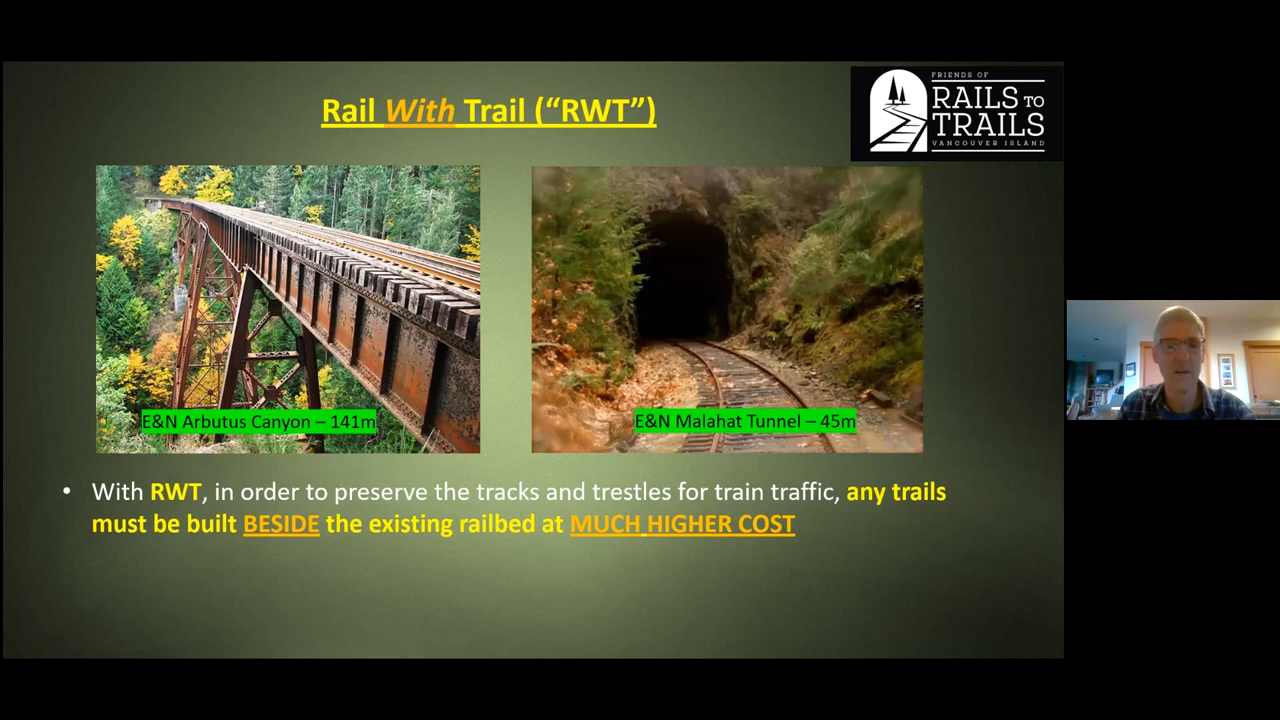 Rail With Trail (“RWT”)
FRIENDS OF
RAILS TO
TRAILS
VANCOUVER ISLAND
E&N Arbutus Canyon – 141m
E&N Malahat Tunnel – 45m
• With RWT, in order to preserve the tracks and trestles for train traffic, any trails
must be built BESIDE the existing railbed at MUCH HIGHER COST